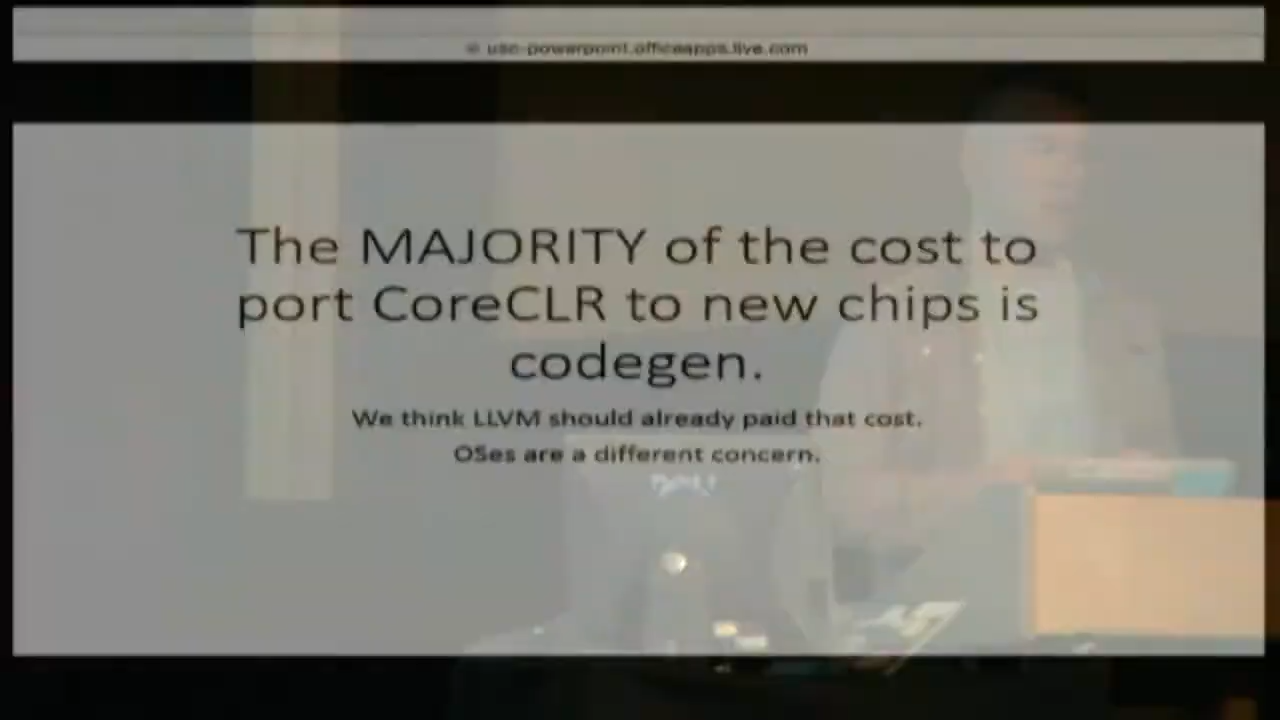 usc-powerpoint.officeapps.live.com
The MAJORITY of the cost to
port CoreCLR to new chips is
codegen.
We think LLVM should already paid that cost.
OSes are a different concern.
DELL